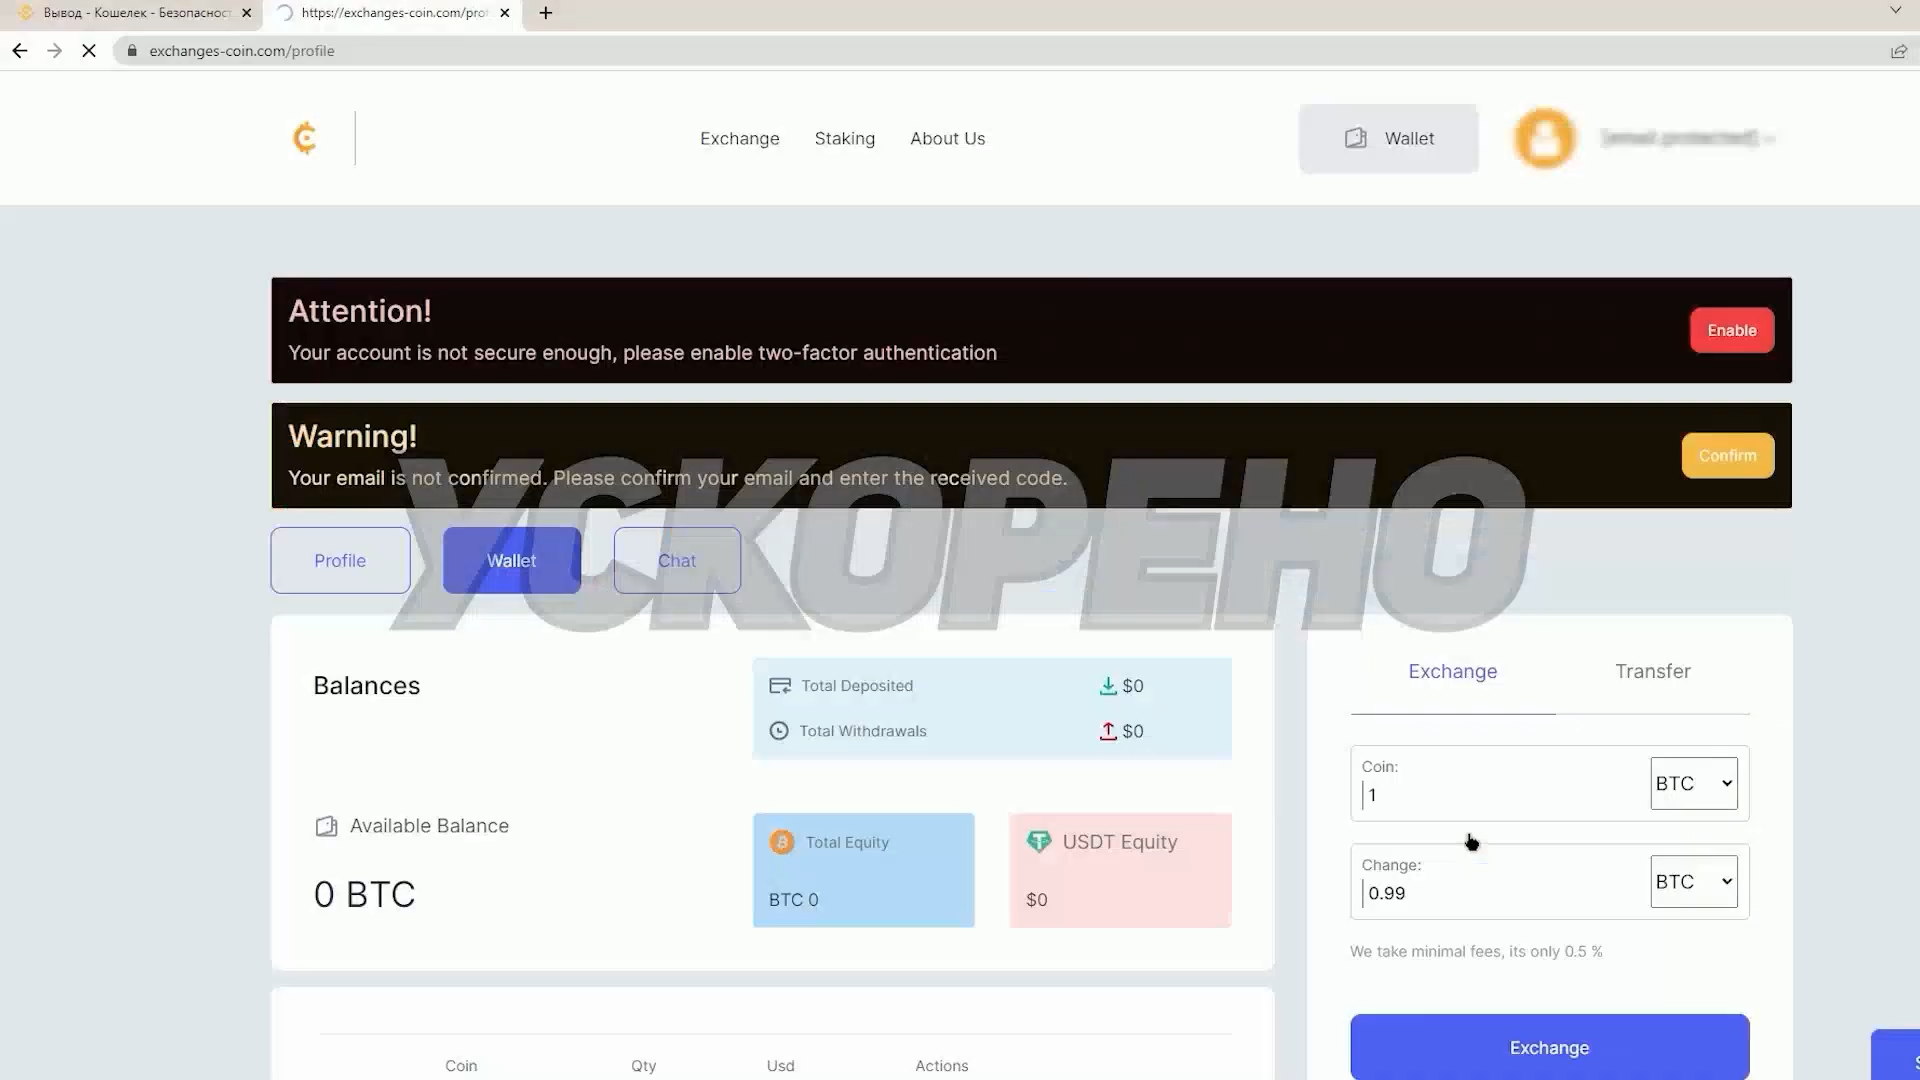 Вывод - Кошелек - Безопасност
https://exchanges-coin.com/pro
exchanges-coin.com/profile
Exchange
Staking
About Us
Wallet
Attention!
Your account is not secure enough, please enable two-factor authentication
Enable
Warning!
Your email is not confirmed. Please confirm your email and enter the received code.
Confirm
УСКОРЕНО
Profile
Wallet
Chat
Balances
Total Deposited
$0
Total Withdrawals
$0
Available Balance
0 BTC
Total Equity
BTC 0
USDT Equity
$0
Exchange
Transfer
Coin:
1
BTC
Change:
0.99
BTC
We take minimal fees, its only 0.5 %
Exchange
Coin
Qty
Usd
Actions